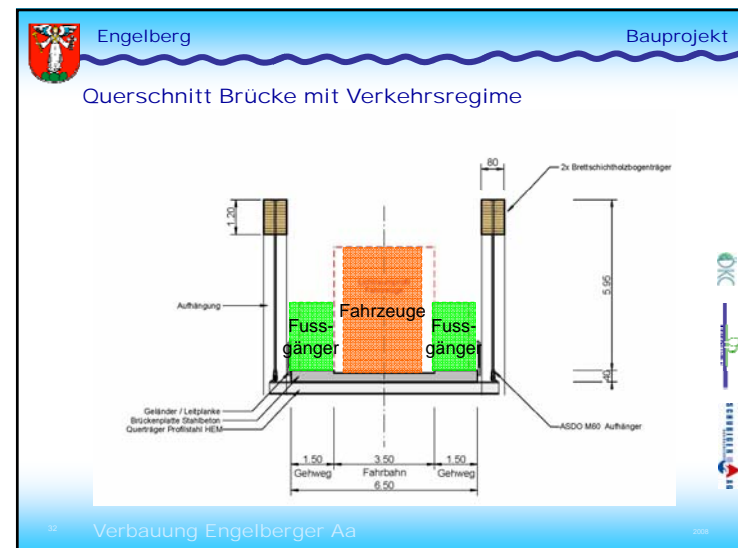 Engelberg
Bauprojekt
Querschnitt Brücke mit Verkehrsregime
80
2x Brettschichtholzbogenträger
1.20
5.95
Aufhängung
Fahrzeuge
Fuss-
gänger
Fuss-
gänger
40
Geländer / Leitplanke
Brückenplatte Stahlbeton
Querträger Profilstahl HEM
ASDO M60 Aufhänger
1.50
3.50
1.50
Gehweg
Fahrbahn
Gehweg
6.50
ÖKC
32
Verbauung Engelberger Aa